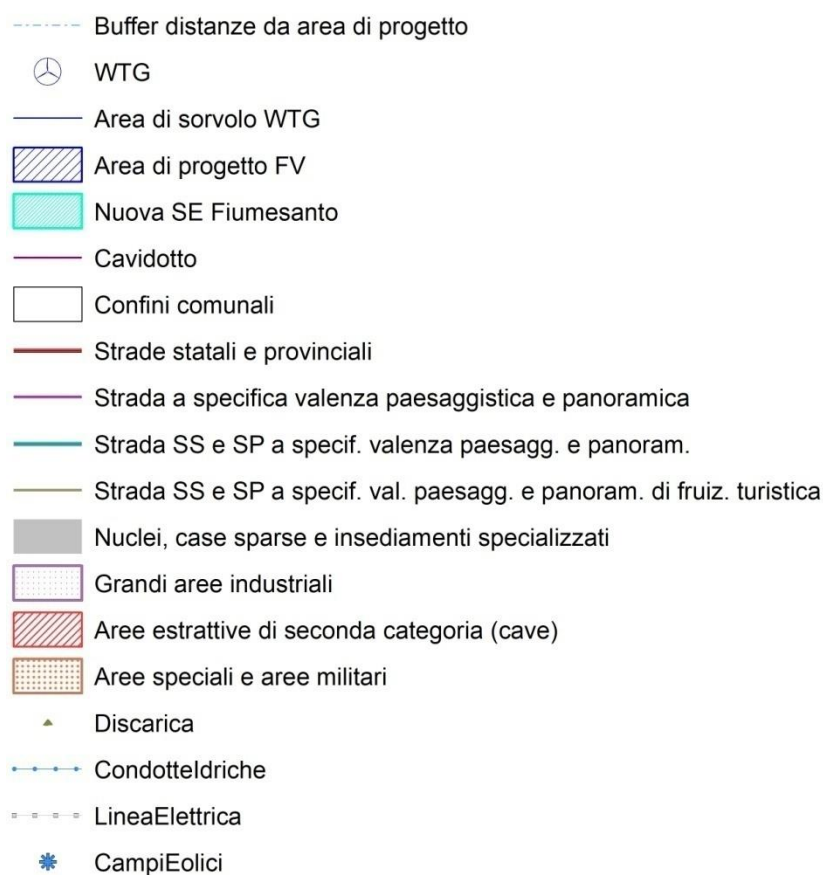 Buffer distanze da area di progetto
WTG
Area di sorvolo WTG
Area di progetto FV
Nuova SE Fiumesanto
Cavidotto
Confini comunali
Strade statali e provinciali
Strada a specifica valenza paesaggistica e panoramica
Strada SS e SP a specif. valenza paesagg. e panoram.
Strada SS e SP a specif. val. paesagg. e panoram. di fruiz. turistica
Nuclei, case sparse e insediamenti specializzati
Grandi aree industriali
Aree estrattive di seconda categoria (cave)
Aree speciali e aree militari
Discarica
CondotteIdriche
LineaElettrica
CampiEolici